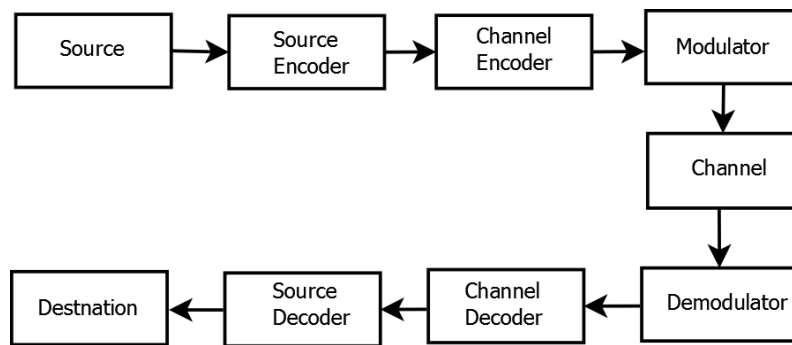 Source
Source
Encoder
Channel
Encoder
Modulator
Channel
Demodulator
Channel
Decoder
Source
Decoder
Destnation